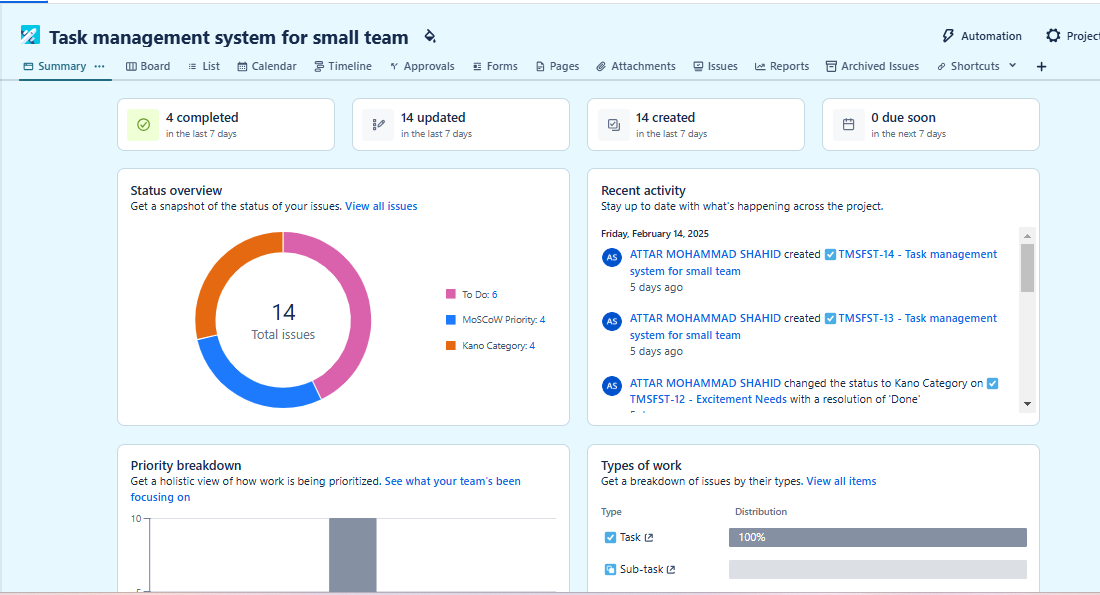 Task management system for small team
Automation
Project
Summary
Board
List
Calendar
Timeline
Approvals
Forms
Pages
Attachments
Issues
Reports
Archived Issues
Shortcuts
4 completed
in the last 7 days
14 updated
in the last 7 days
14 created
in the last 7 days
0 due soon
in the next 7 days
Status overview
Get a snapshot of the status of your issues. View all issues
14
Total issues
To Do: 6
MoSCoW Priority: 4
Kano Category: 4
Recent activity
Stay up to date with what's happening across the project.
Friday, February 14, 2025
AS
ATTAR MOHAMMAD SHAHID created TMSFST-14 - Task management
system for small team
5 days ago
AS
ATTAR MOHAMMAD SHAHID created TMSFST-13 - Task management
system for small team
5 days ago
AS
ATTAR MOHAMMAD SHAHID changed the status to Kano Category on
TMSFST-12 - Excitement Needs with a resolution of 'Done'
Priority breakdown
Get a holistic view of how work is being prioritized. See what your team's been
focusing on
10
Types of work
Get a breakdown of issues by their types. View all items
Type
Distribution
Task
100%
Sub-task